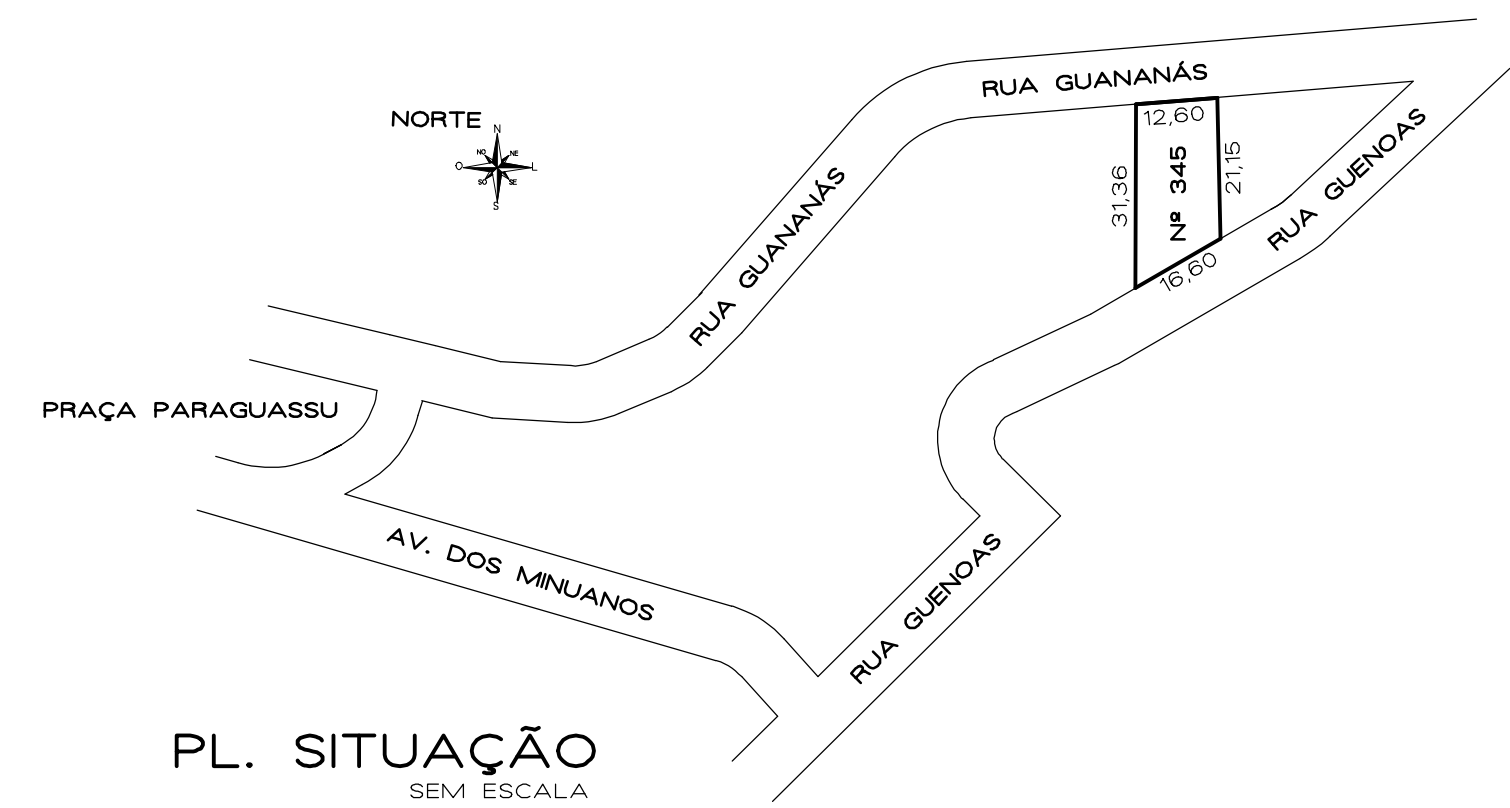 RUA GUANANÁS
NORTE
N
NO
NE
O
L
SO
SE
S
12,60
31,36
Nº 345
21,15
RUA GUENOAS
16,60
RUA GUANANÁS
PRAÇA PARAGUASSU
AV. DOS MINUANOS
RUA GUENOAS
PL. SITUAÇÃO
SEM ESCALA